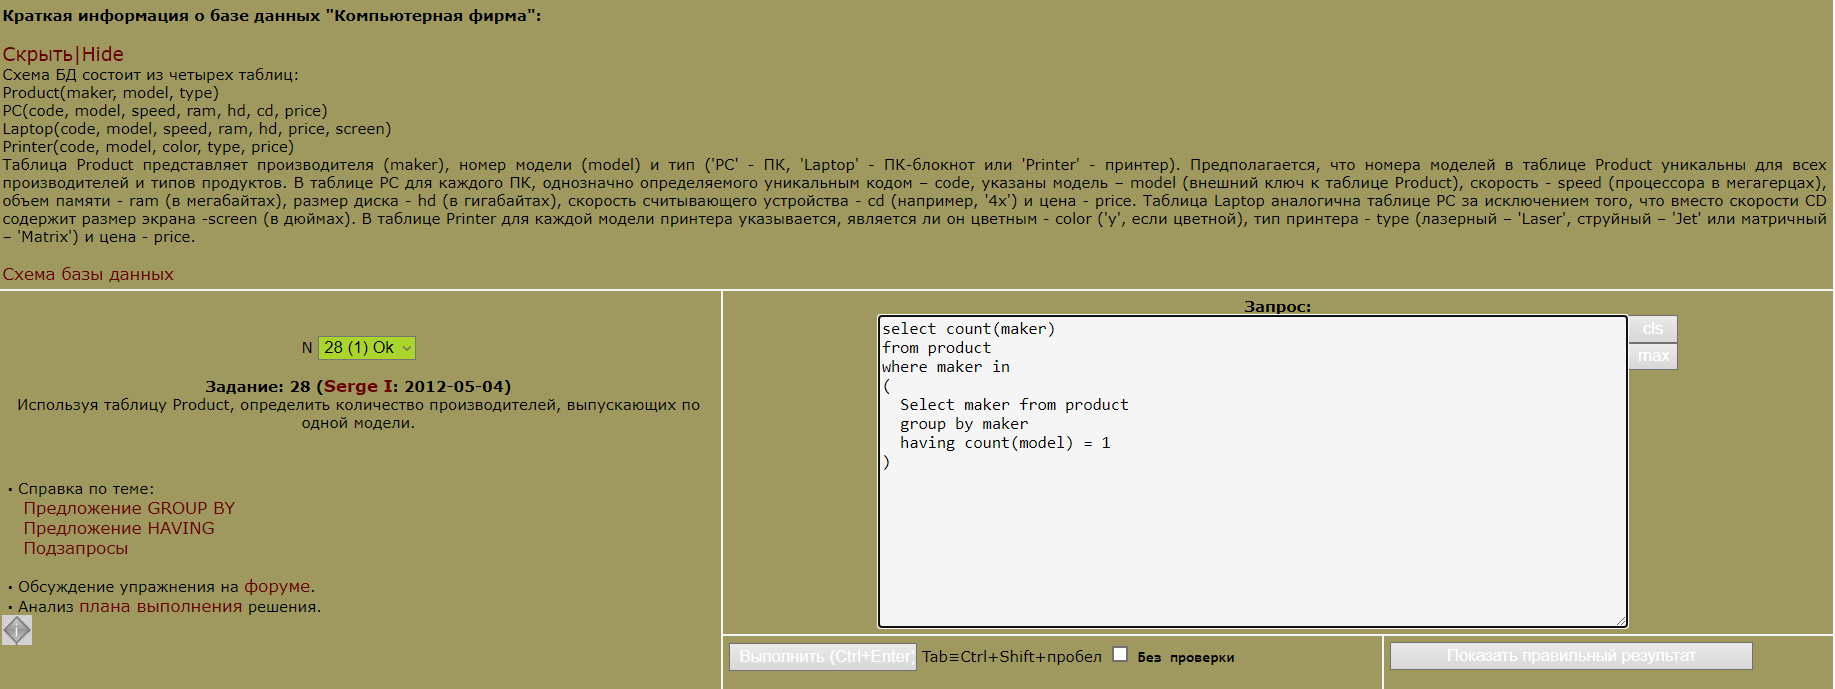 Краткая информация о базе данных "Компьютерная фирма":
Скрыть|Hide
Схема БД состоит из четырех таблиц:
Product(maker, model, type)
PC(code, model, speed, ram, hd, cd, price)
Laptop(code, model, speed, ram, hd, price, screen)
Printer(code, model, color, type, price)
Таблица Product представляет производителя (maker), номер модели (model) и тип ('PC' - ПК, 'Laptop' - ПК-блокнот или 'Printer' - принтер). Предполагается, что номера моделей в таблице Product уникальны для всех
производителей и типов продуктов. В таблице PC для каждого ПК, однозначно определяемого уникальным кодом – code, указаны модель – model (внешний ключ к таблице Product), скорость - speed (процессора в мегагерцах),
объем памяти - ram (в мегабайтах), размер диска - hd (в гигабайтах), скорость считывающего устройства - cd (например, '4x') и цена - price. Таблица Laptop аналогична таблице РС за исключением того, что вместо скорости CD
содержит размер экрана -screen (в дюймах). В таблице Printer для каждой модели принтера указывается, является ли он цветным - color ('y', если цветной), тип принтера - type (лазерный – 'Laser', струйный – 'Jet' или матричный
– 'Matrix') и цена - price.
Схема базы данных
N 28 (1) Ok
Задание: 28 (Serge I: 2012-05-04)
Используя таблицу Product, определить количество производителей, выпускающих по
одной модели.
• Справка по теме:
Предложение GROUP BY
Предложение HAVING
Подзапросы
• Обсуждение упражнения на форуме.
• Анализ плана выполнения решения.
i
Запрос:
select count(maker)
from product
where maker in
(
Select maker from product
group by maker
having count(model) = 1
)
cls
max
Выполнить (Ctrl+Enter) Tab≡Ctrl+Shift+пробел Без проверки
Показать правильный результат